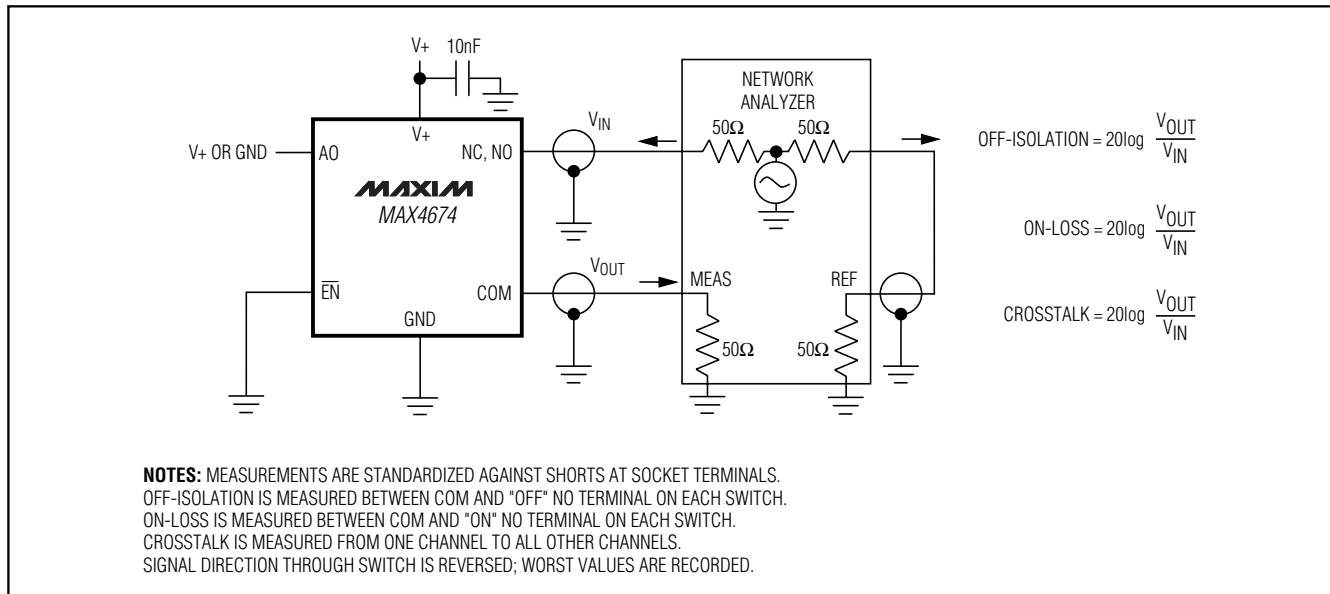 V+ 10nF
V+
V+ OR GND
AO
NC, NO
MAXIM
MAX4674
EN
COM
GND
VIN
VOUT
NETWORK
ANALYZER
50Ω 50Ω
MEAS REF
50Ω 50Ω
OFF-ISOLATION = 20log VOUT
VIN
ON-LOSS = 20log VOUT
VIN
CROSSTALK = 20log VOUT
VIN
NOTES: MEASUREMENTS ARE STANDARDIZED AGAINST SHORTS AT SOCKET TERMINALS.
OFF-ISOLATION IS MEASURED BETWEEN COM AND "OFF" NO TERMINAL ON EACH SWITCH.
ON-LOSS IS MEASURED BETWEEN COM AND "ON" NO TERMINAL ON EACH SWITCH.
CROSSTALK IS MEASURED FROM ONE CHANNEL TO ALL OTHER CHANNELS.
SIGNAL DIRECTION THROUGH SWITCH IS REVERSED; WORST VALUES ARE RECORDED.